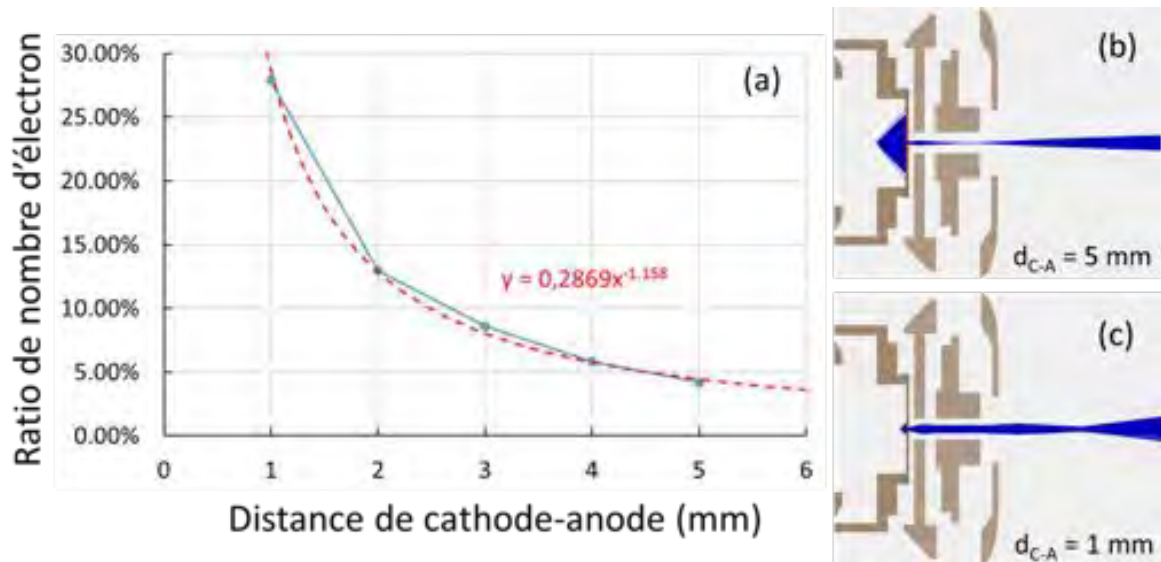 Ratio de nombre d'électron
30.00%
25.00%
20.00%
15.00%
10.00%
5.00%
0.00%
(a)
y = 0,2869x^-1.158
0 1 2 3 4 5 6
Distance de cathode-anode (mm)
(b)
d_C-A = 5 mm
(c)
d_C-A = 1 mm